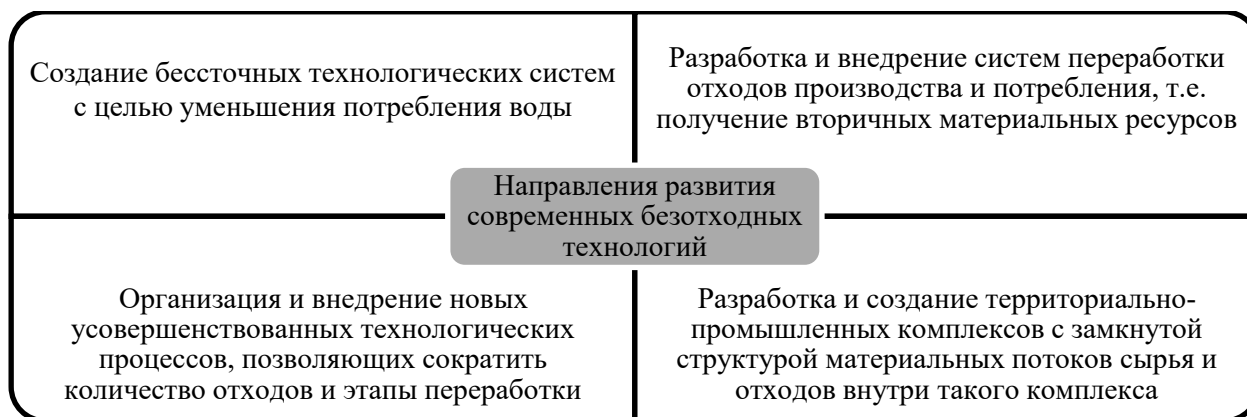 Создание бессточных технологических систем
с целью уменьшения потребления воды
Разработка и внедрение систем переработки
отходов производства и потребления, т.е.
получение вторичных материальных ресурсов
Направления развития
современных безотходных
технологий
Организация и внедрение новых
усовершенствованных технологических
процессов, позволяющих сократить
количество отходов и этапы переработки
Разработка и создание территориально-
промышленных комплексов с замкнутой
структурой материальных потоков сырья и
отходов внутри такого комплекса